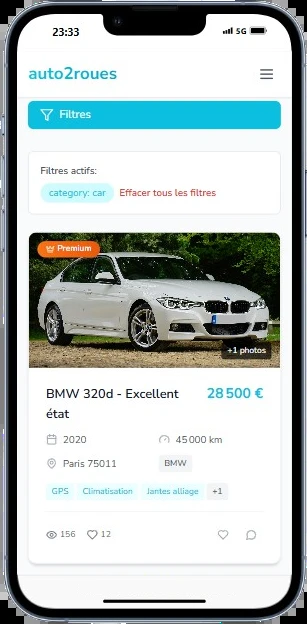 23:33
5G
auto2roues
Filtres
Filtres actifs:
category: car Effacer tous les filtres
Premium
+1 photos
BMW 320d - Excellent état
28 500 €
2020
45 000 km
Paris 75011
BMW
GPS Climatisation Jantes alliage +1
156 12